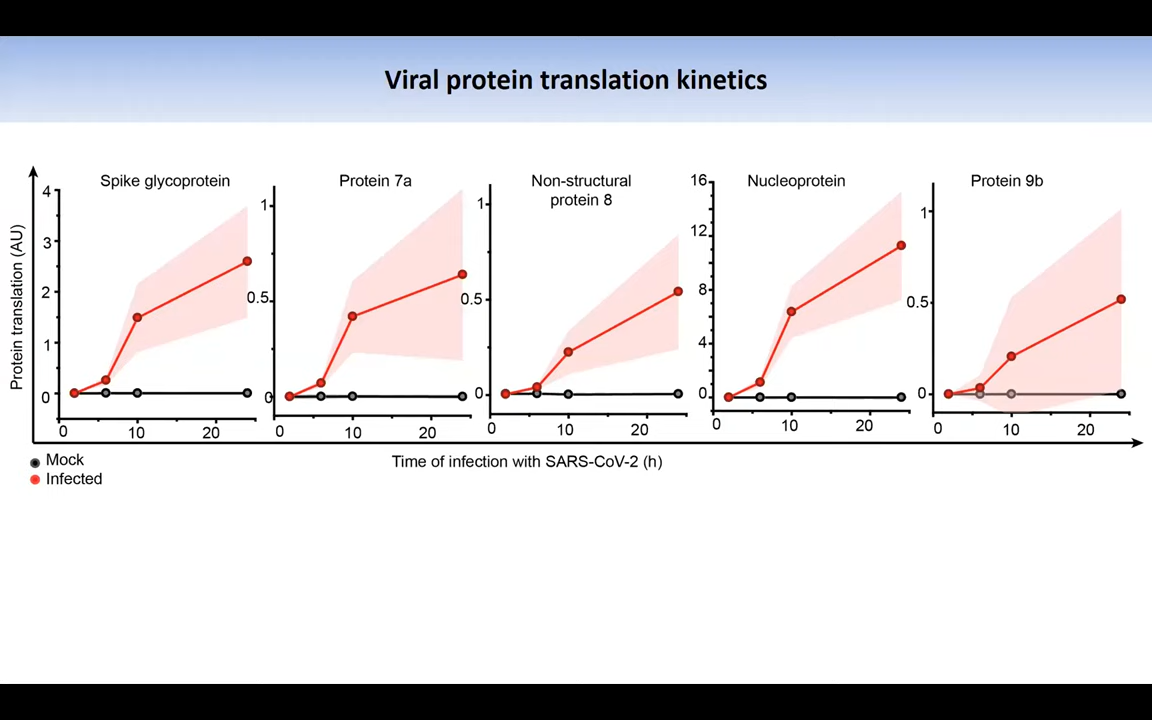 Viral protein translation kinetics
Protein translation (AU)
Spike glycoprotein
4
3
2
1
0
0 10 20
Protein 7a
1
0.5
0
0 10 20
Non-structural
protein 8
1
0.5
0
0 10 20
Nucleoprotein
16
12
8
4
0
0 10 20
Protein 9b
1
0.5
0
0 10 20
Time of infection with SARS-CoV-2 (h)
Mock
Infected